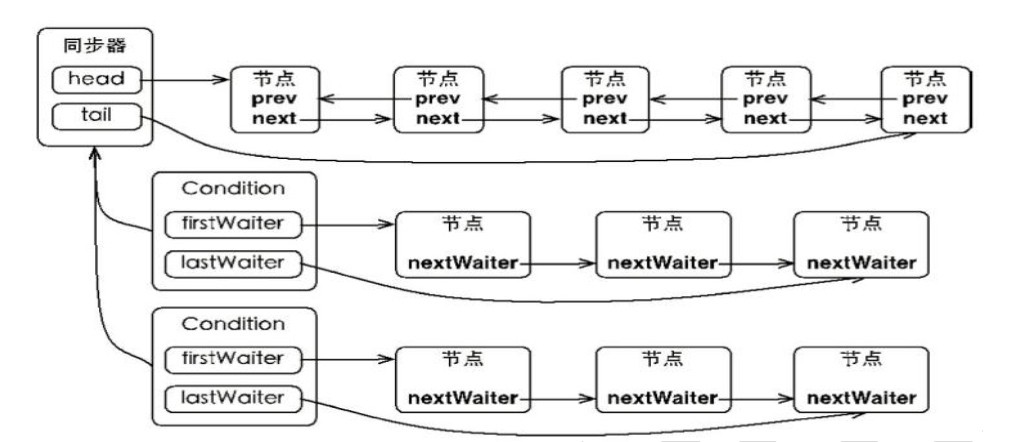 同步器
head
tail
节点
prev
next
节点
prev
next
节点
prev
next
节点
prev
next
节点
prev
next
Condition
firstWaiter
lastWaiter
节点
nextWaiter
节点
nextWaiter
节点
nextWaiter
Condition
firstWaiter
lastWaiter
节点
nextWaiter
节点
nextWaiter
节点
nextWaiter